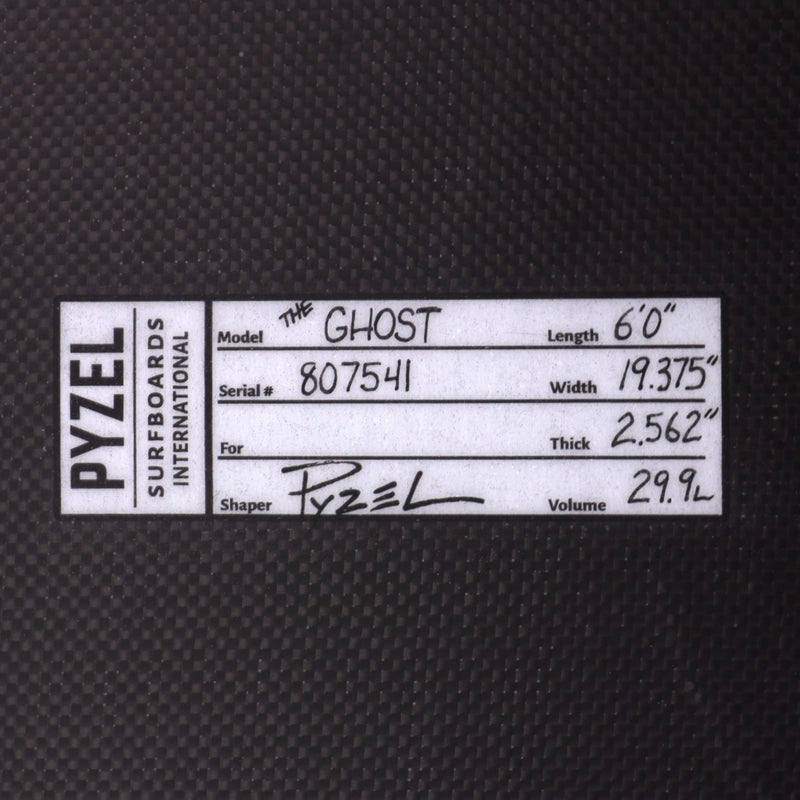 PYZEL
SURFBOARDS
INTERNATIONAL
Model THE GHOST Length 6'0"
Serial # 807541 Width 19.375"
For Thick 2.562"
Shaper PYZEL Volume 29.9L